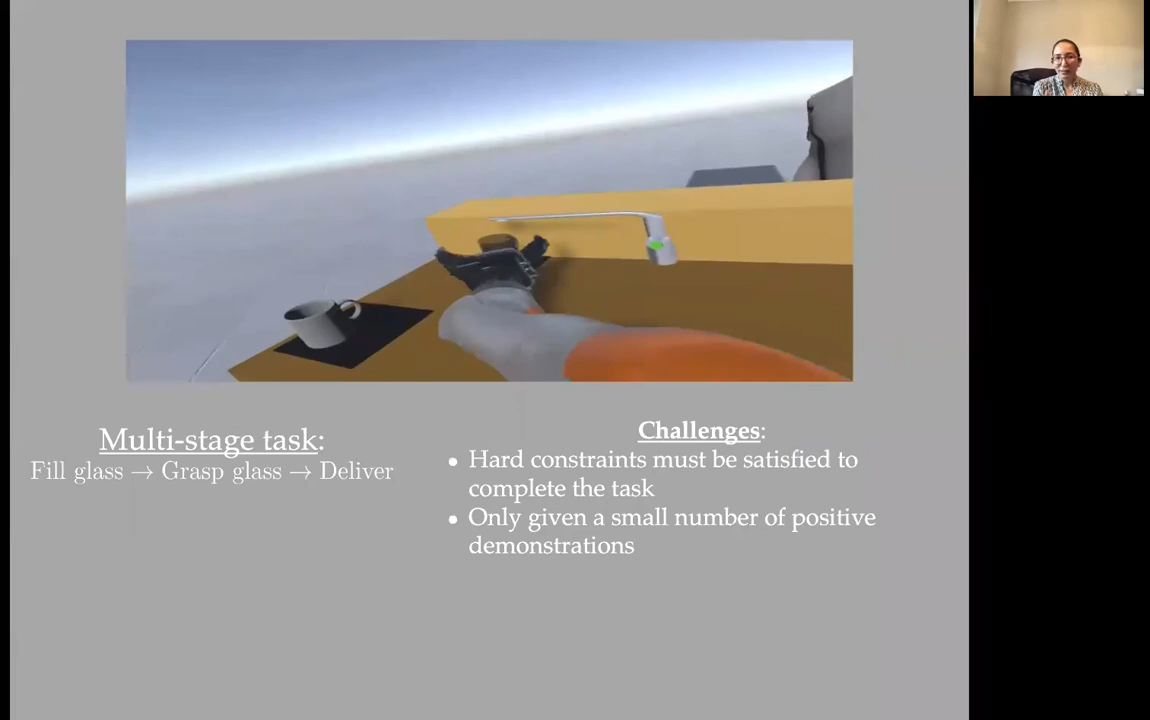 Multi-stage task:
Fill glass → Grasp glass → Deliver
Challenges:
• Hard constraints must be satisfied to
complete the task
• Only given a small number of positive
demonstrations